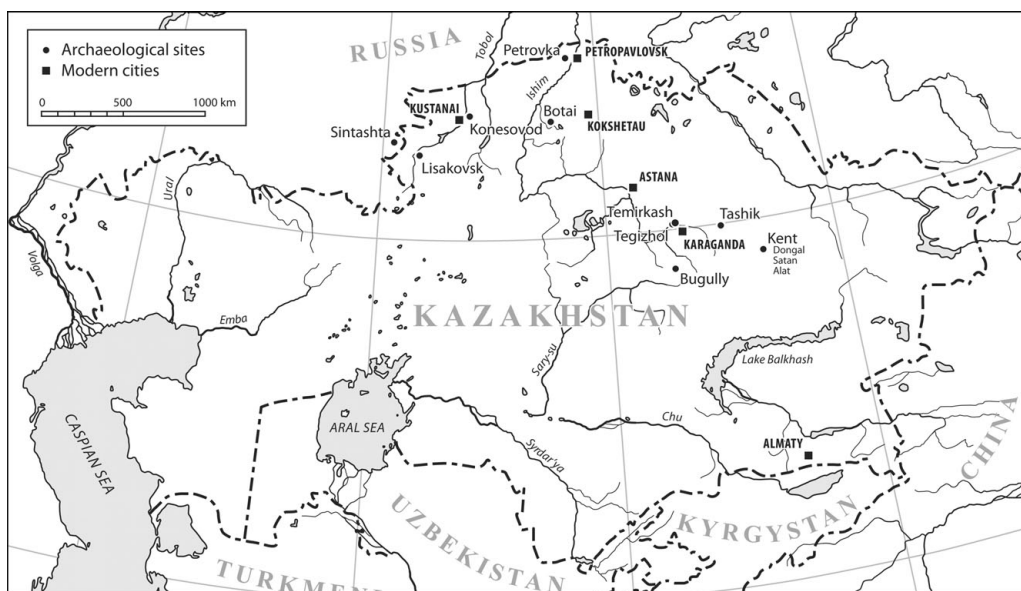 Archaeological sites
Modern cities
0 500 1000 km
RUSSIA
Tobol
Petrovka
PETROPAVLOVSK
Ishim
KUSTANAI
Konesovod
Botai
KOKSHETAU
Sintashta
Lisakovsk
Ural
ASTANA
Temirkash
Tashik
Tegizhol
KARAGANDA
Kent
Dongal
Satan
Alat
Bugully
Volga
Emba
KAZAKHSTAN
Sary-su
Lake Balkhash
CASPIAN SEA
ARAL SEA
Chu
Syrdar'ya
ALMATY
CHINA
UZBEKISTAN
KYRGYSTAN
TURKMEN